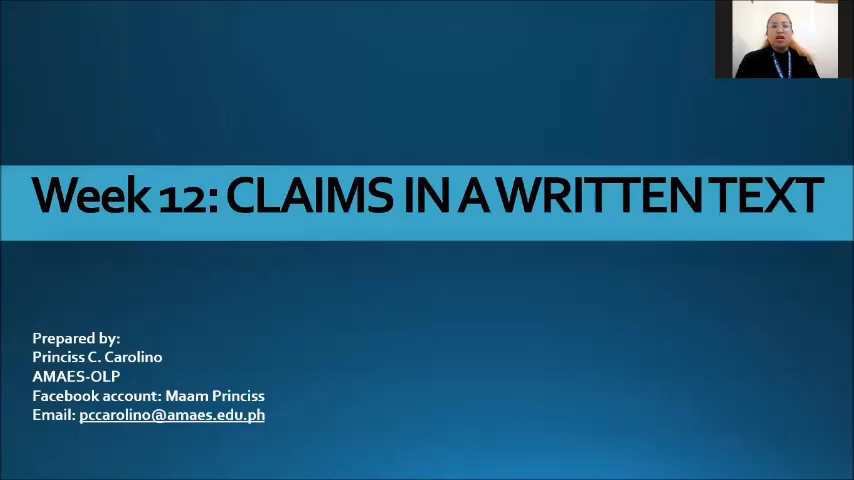 Week 12: CLAIMS IN A WRITTEN TEXT
Prepared by:
Princiss C. Carolino
AMAES-OLP
Facebook account: Maam Princiss
Email: pccarolino@amaes.edu.ph